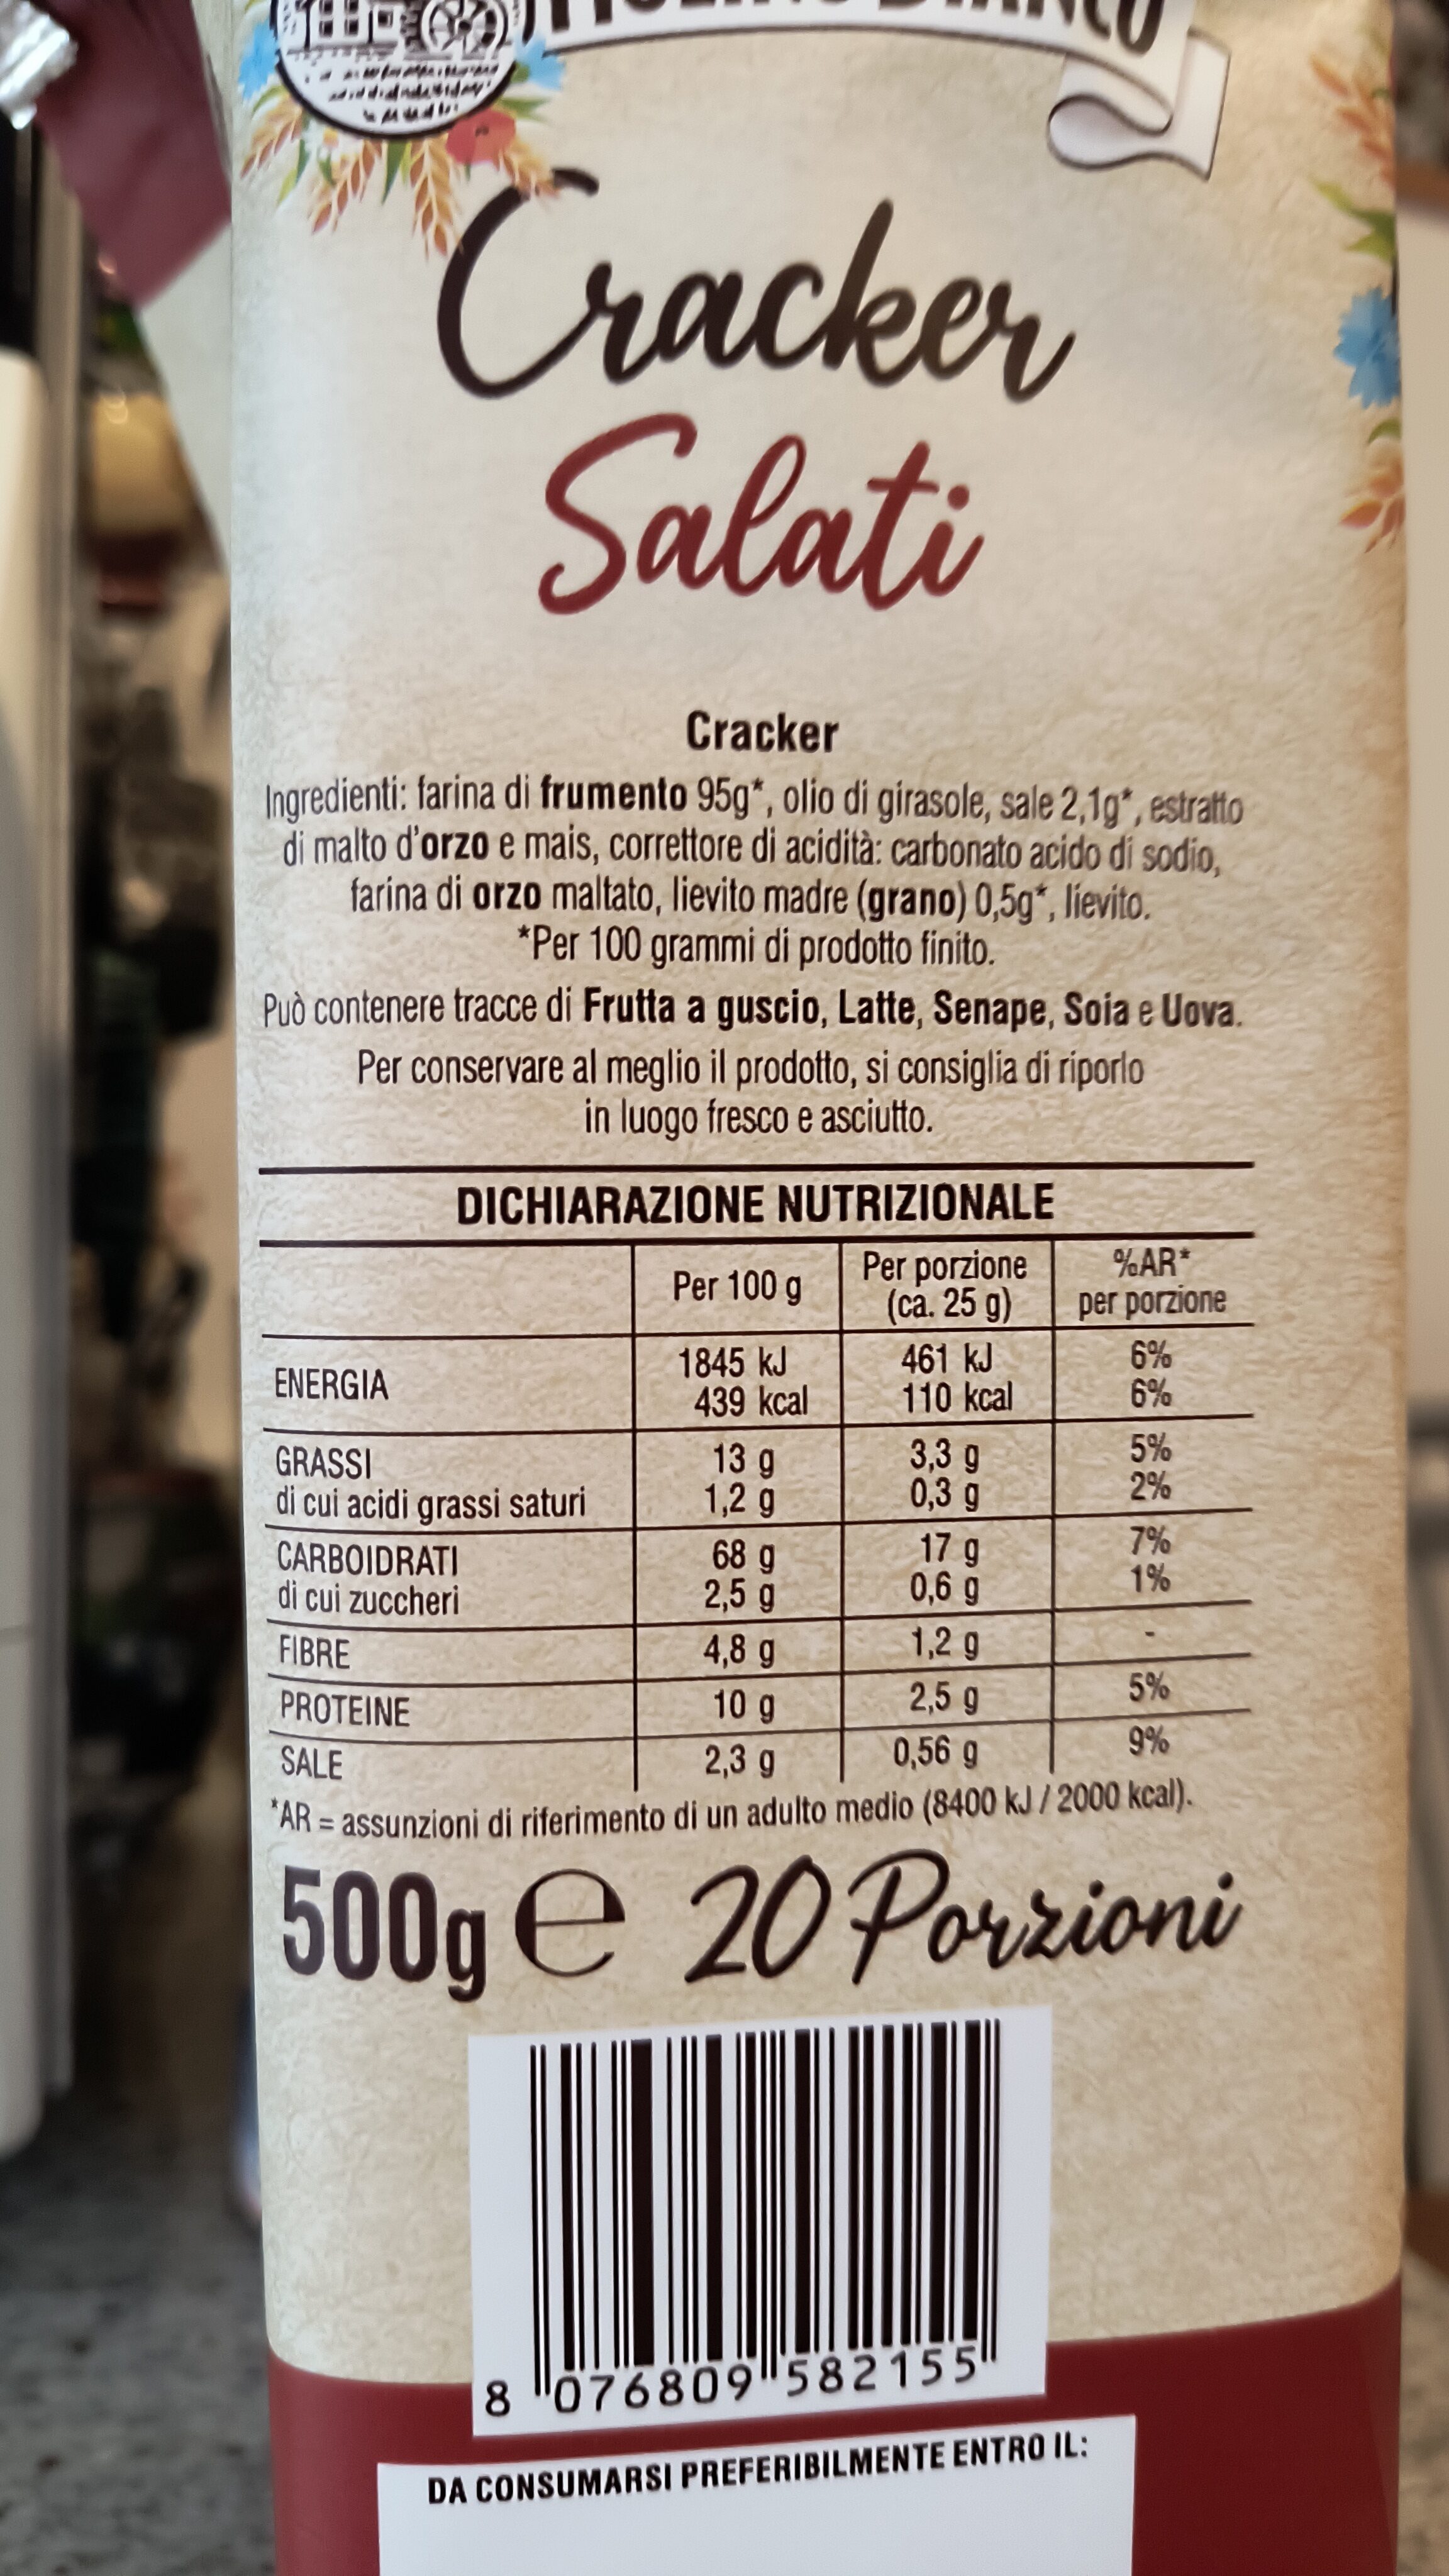 Cracker
Salati
Cracker
Ingredienti: farina di frumento 95g*, olio di girasole, sale 2,1g*, estratto
di malto d'orzo e mais, correttore di acidità: carbonato acido di sodio,
farina di orzo maltato, lievito madre (grano) 0,5g*, lievito.
*Per 100 grammi di prodotto finito.
Può contenere tracce di Frutta a guscio, Latte, Senape, Soia e Uova.
Per conservare al meglio il prodotto, si consiglia di riporlo
in luogo fresco e asciutto.
DICHIARAZIONE NUTRIZIONALE
Per 100 g Per porzione (ca. 25 g) %AR* per porzione
ENERGIA 1845 kJ 461 kJ 6%
439 kcal 110 kcal 6%
GRASSI 13 g 3,3 g 5%
di cui acidi grassi saturi 1,2 g 0,3 g 2%
CARBOIDRATI 68 g 17 g 7%
di cui zuccheri 2,5 g 0,6 g 1%
FIBRE 4,8 g 1,2 g -
PROTEINE 10 g 2,5 g 5%
SALE 2,3 g 0,56 g 9%
*AR = assunzioni di riferimento di un adulto medio (8400 kJ / 2000 kcal).
500g e 20 Porzioni
8 076809 582155
DA CONSUMARSI PREFERIBILMENTE ENTRO IL: